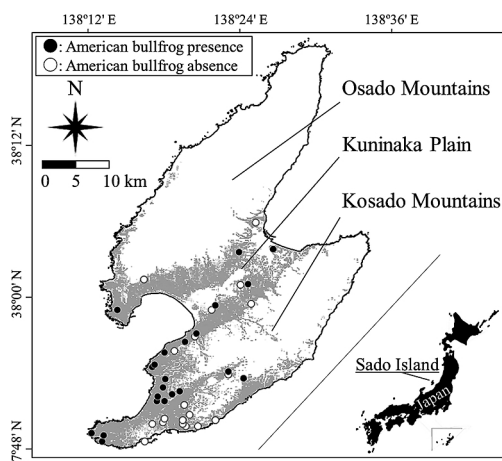 138°12' E
138°24' E
138°36' E
●: American bullfrog presence
○: American bullfrog absence
N
0 5 10 km
38°12' N
38°00' N
7°48' N
Osado Mountains
Kuninaka Plain
Kosado Mountains
Sado Island
Japan